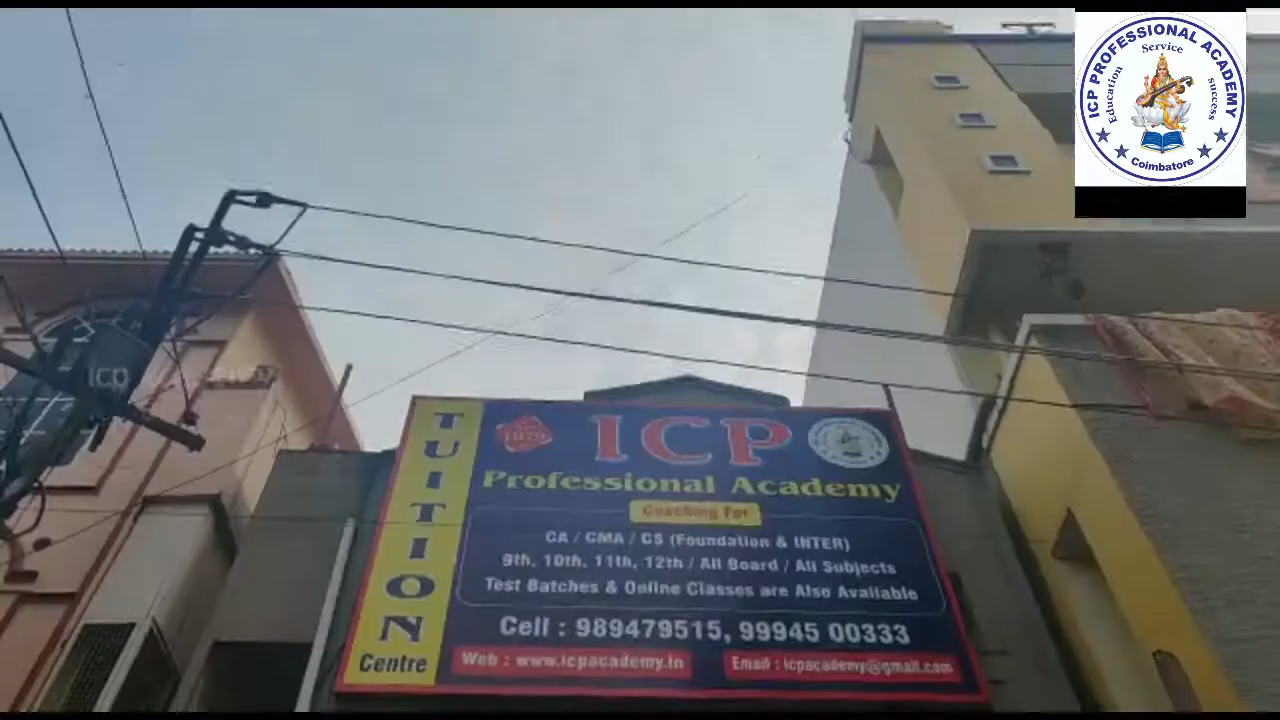 ICP PROFESSIONAL ACADEMY
Service
Education
success
Coimbatore
TUITION
Centre
1979
ICP
Professional Academy
Coaching For
CA / CMA / CS (Foundation & INTER)
9th, 10th, 11th, 12th / All Board / All Subjects
Test Batches & Online Classes are Also Available
Cell : 989479515, 99945 00333
Web : www.icpacademy.in
Email : icpacademy@gmail.com